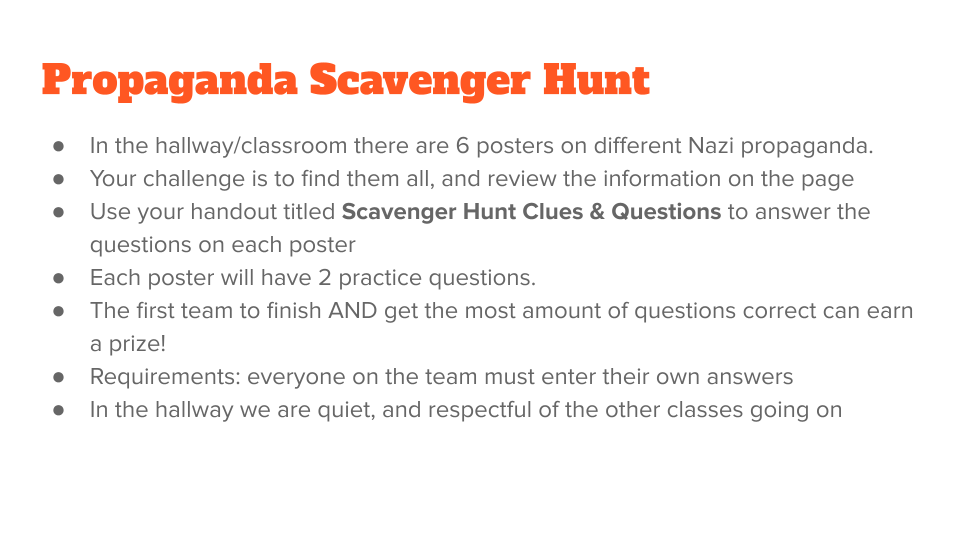 Propaganda Scavenger Hunt
● In the hallway/classroom there are 6 posters on different Nazi propaganda.
● Your challenge is to find them all, and review the information on the page
● Use your handout titled Scavenger Hunt Clues & Questions to answer the
questions on each poster
● Each poster will have 2 practice questions.
● The first team to finish AND get the most amount of questions correct can earn
a prize!
● Requirements: everyone on the team must enter their own answers
● In the hallway we are quiet, and respectful of the other classes going on